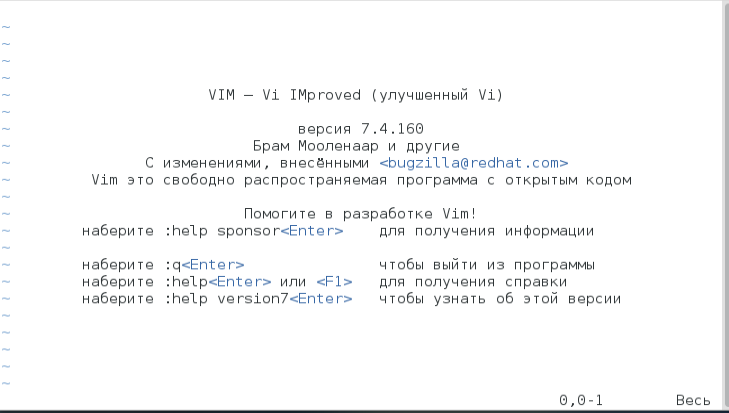 ~
~
~
~
~ VIM — Vi IMproved (улучшенный Vi)
~
~ версия 7.4.160
~ Брам Мооленаар и другие
~ С изменениями, внесёнными <bugzilla@redhat.com>
~ Vim это свободно распространяемая программа с открытым кодом
~
~ Помогите в разработке Vim!
~ наберите :help sponsor<Enter> для получения информации
~
~ наберите :q<Enter> чтобы выйти из программы
~ наберите :help<Enter> или <F1> для получения справки
~ наберите :help version7<Enter> чтобы узнать об этой версии
~
~
~
~
~
0,0-1 Весь